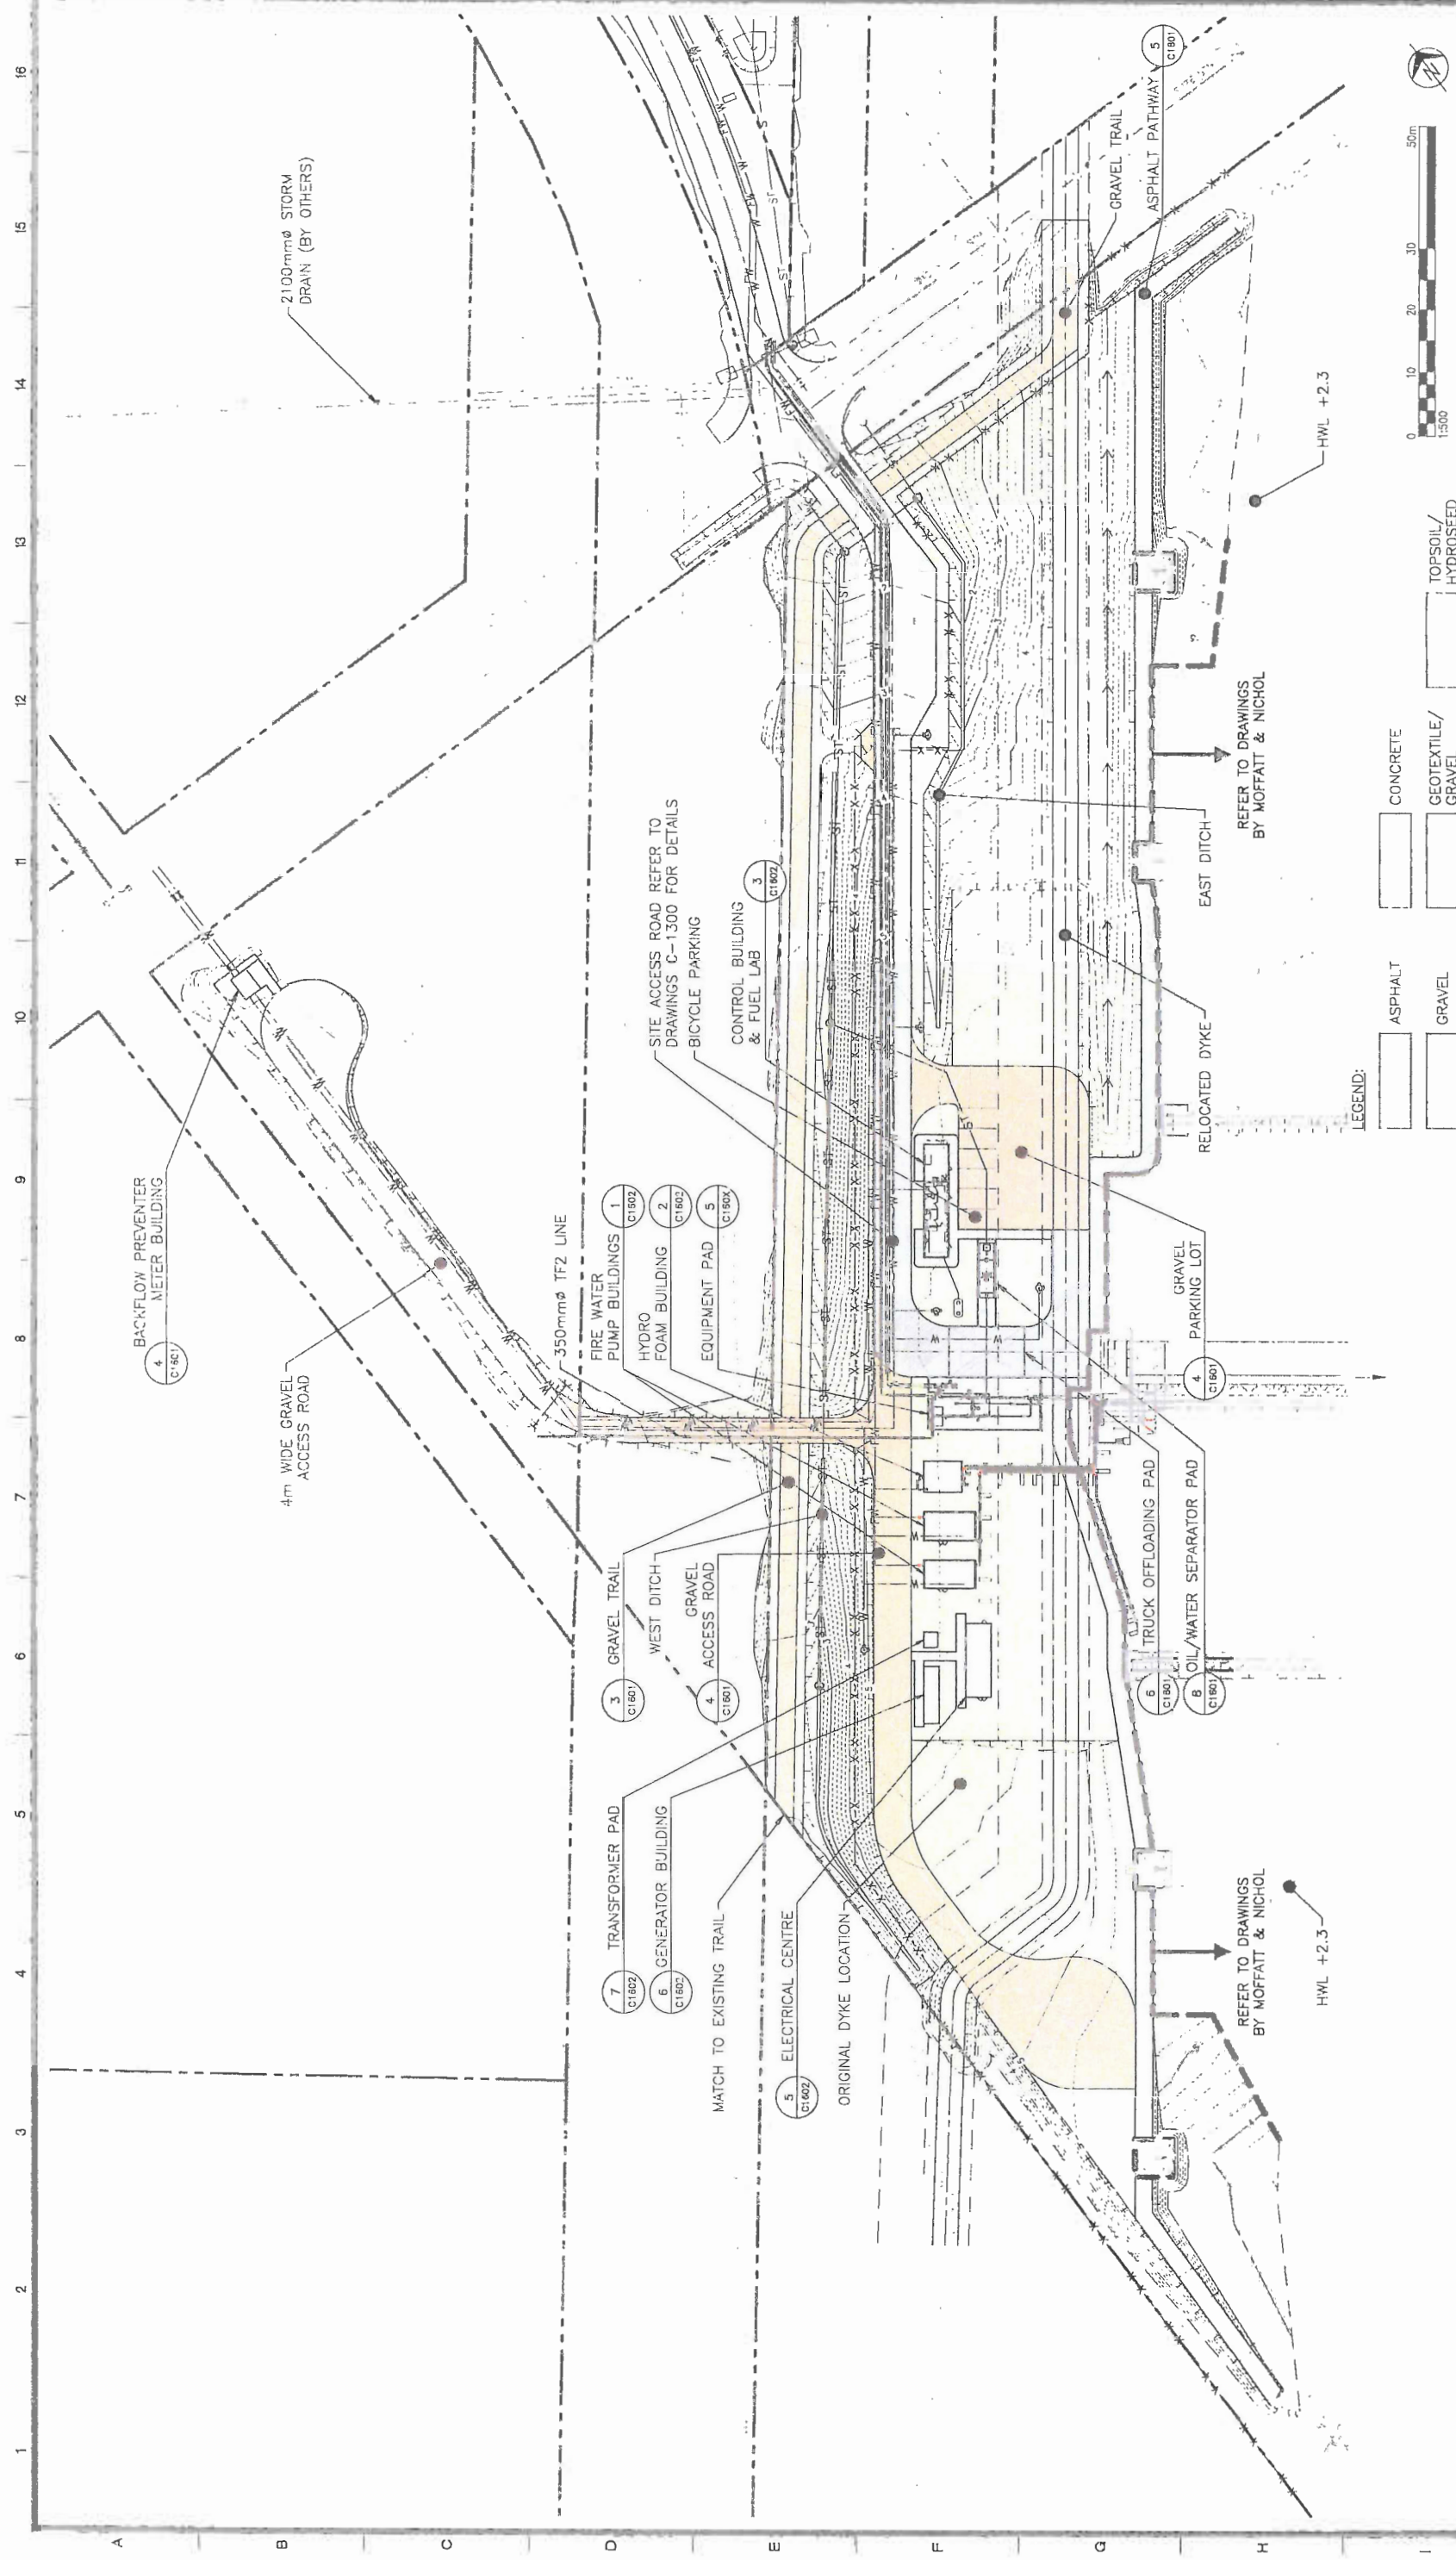 1
2
3
4
5
6
7
8
9
10
11
12
13
14
15
16
A
B
C
D
E
F
G
H
I
2100mmø STORM
DRAIN (BY OTHERS)
BACKFLOW PREVENTER
METER BUILDING
4
C1601
4m WIDE GRAVEL
ACCESS ROAD
350mmø TF2 LINE
FIRE WATER
PUMP BUILDINGS
1
C1602
HYDRO
FOAM BUILDING
2
C1602
EQUIPMENT PAD
5
C160X
SITE ACCESS ROAD REFER TO
DRAWINGS C-1300 FOR DETAILS
BICYCLE PARKING
CONTROL BUILDING
& FUEL LAB
3
C1602
3
C1601
GRAVEL TRAIL
WEST DITCH
4
C1601
GRAVEL
ACCESS ROAD
7
C1602
TRANSFORMER PAD
6
C1602
GENERATOR BUILDING
MATCH TO EXISTING TRAIL
5
C1602
ELECTRICAL CENTRE
ORIGINAL DYKE LOCATION
GRAVEL TRAIL
ASPHALT PATHWAY
5
C1601
EAST DITCH
RELOCATED DYKE
GRAVEL
PARKING LOT
4
C1601
6
C1601
TRUCK OFFLOADING PAD
8
C1601
OIL/WATER SEPARATOR PAD
REFER TO DRAWINGS
BY MOFFATT & NICHOL
HWL +2.3
REFER TO DRAWINGS
BY MOFFATT & NICHOL
HWL +2.3
LEGEND:
ASPHALT
CONCRETE
GRAVEL
GEOTEXTILE/
GRAVEL
TOPSOIL/
HYDROSEED
0
10
20
30
50m
1:500
N